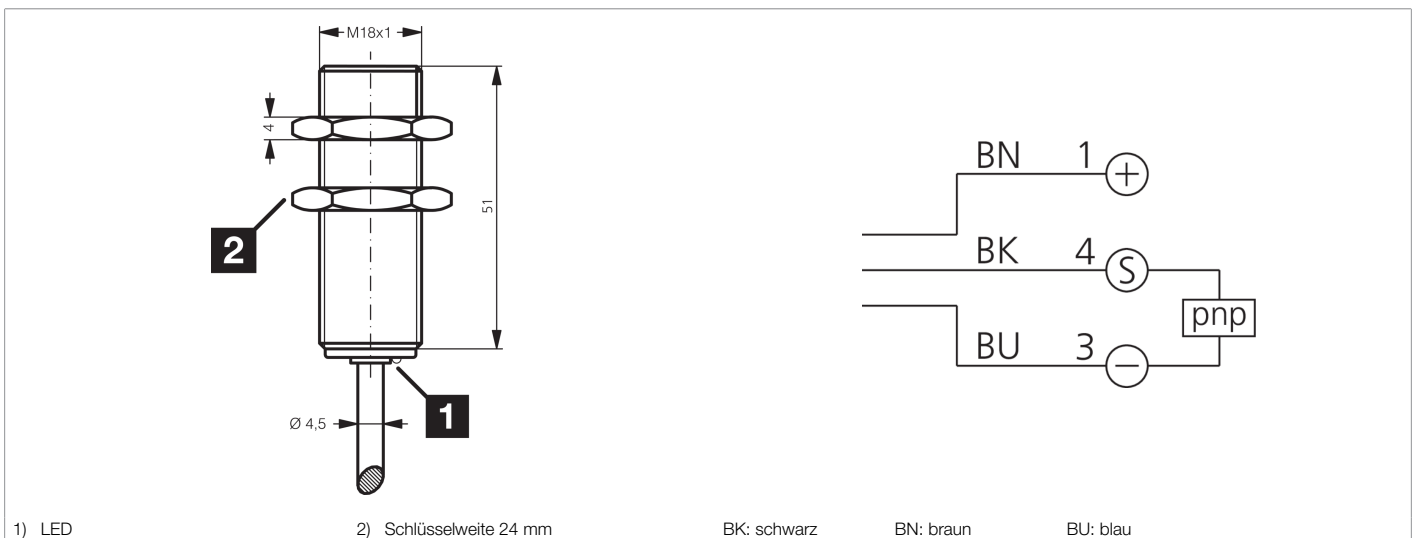 M18x1
4
51
2
1
Ø 4,5
BN 1 +
BK 4 S
pnp
BU 3 −
1) LED 2) Schlüsselweite 24 mm BK: schwarz BN: braun BU: blau